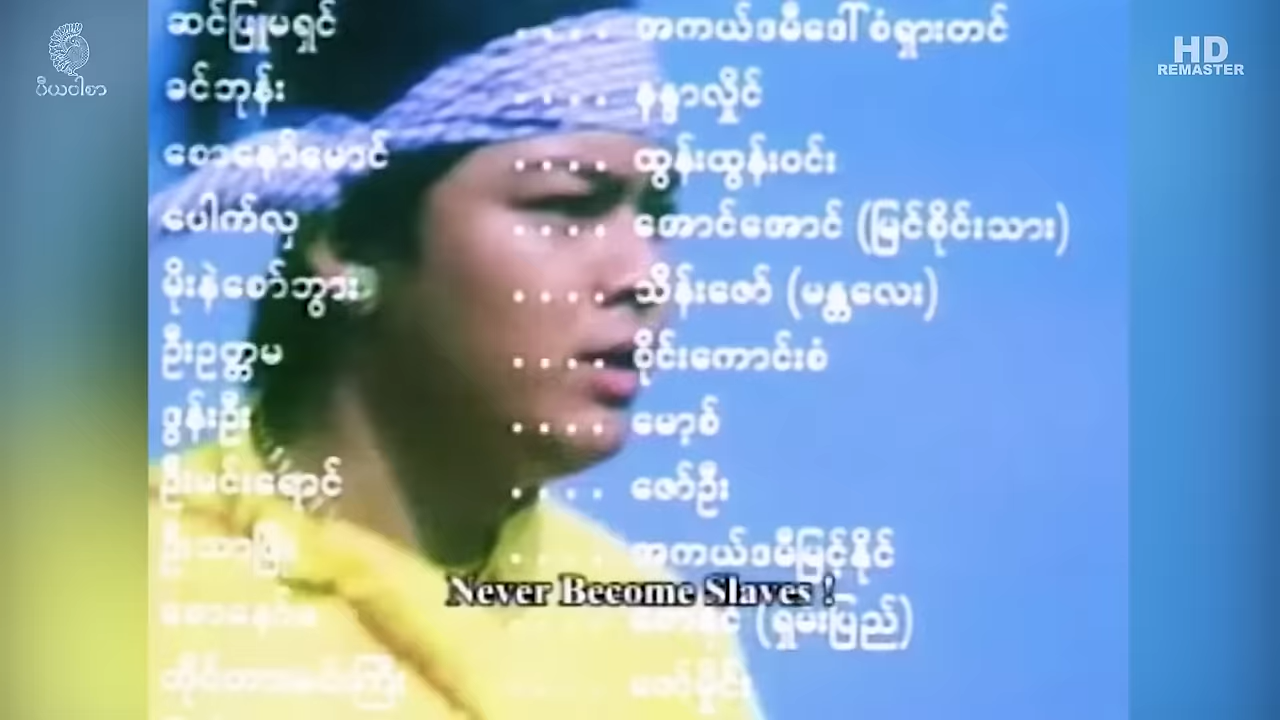 HD
REMASTER
ပီယဝါစာ
ဆင်ဖြူမရှင် .... အကယ်ဒမီဒေါ်စံရှားတင်
ခင်ဘုန်း .... နန္ဒာလှိုင်
စောနော်မောင် .... ထွန်းထွန်းဝင်း
ပေါက်လှ .... အောင်အောင် (မြင်စိုင်းသား)
မိုးနဲစော်ဘွား .... သိန်းဇော် (မန္တလေး)
ဦးဥတ္တမ .... ဝိုင်းကောင်းစံ
ဇွန်းဦး .... မော့စ်
ဦးမင်းရောင် .... ဇော်ဦး
.... အကယ်ဒမီမြင့်နိုင်
Never Become Slaves !
(ရှမ်းပြည်)